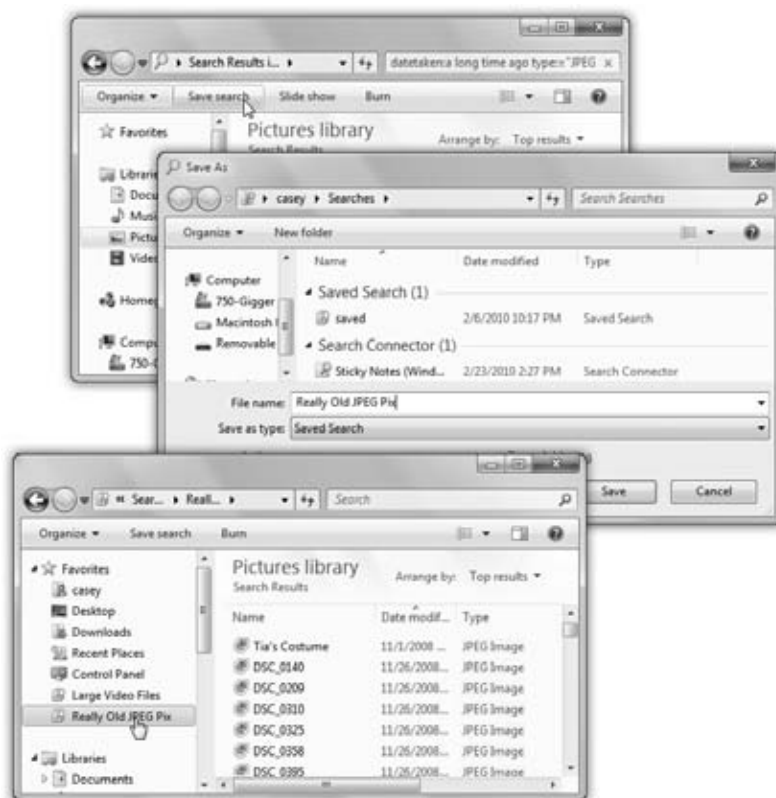 Search Results i...
datetaken:a long time ago type:="JPEG
Organize
Save search
Slide show
Burn
Favorites
Pictures library
Search Results
Arrange by: Top results
Librarie
Docu
Music
Pictu
Video
Homeg
Compu
750-G
Save As
casey
Searches
Search Searches
Organize
New folder
Name
Date modified
Type
Computer
750-Gigger
Macintosh
Removable
Saved Search (1)
saved
2/6/2010 10:17 PM
Saved Search
Search Connector (1)
Sticky Notes (Wind...
2/23/2010 2:27 PM
Search Connector
File name: Really Old JPEG Pix
Save as type: Saved Search
Save
Cancel
Sear...
Reall...
Search
Organize
Save search
Burn
Favorites
casey
Desktop
Downloads
Recent Places
Control Panel
Large Video Files
Really Old JPEG Pix
Libraries
Documents
Pictures library
Search Results
Arrange by: Top results
Name
Date modif...
Type
Tia's Costume 11/1/2008 ... JPEG Image
DSC_0140 11/26/2008... JPEG Image
DSC_0209 11/26/2008... JPEG Image
DSC_0310 11/26/2008... JPEG Image
DSC_0325 11/26/2008... JPEG Image
DSC_0358 11/26/2008... JPEG Image
DSC_0395 11/26/2008... JPEG Image